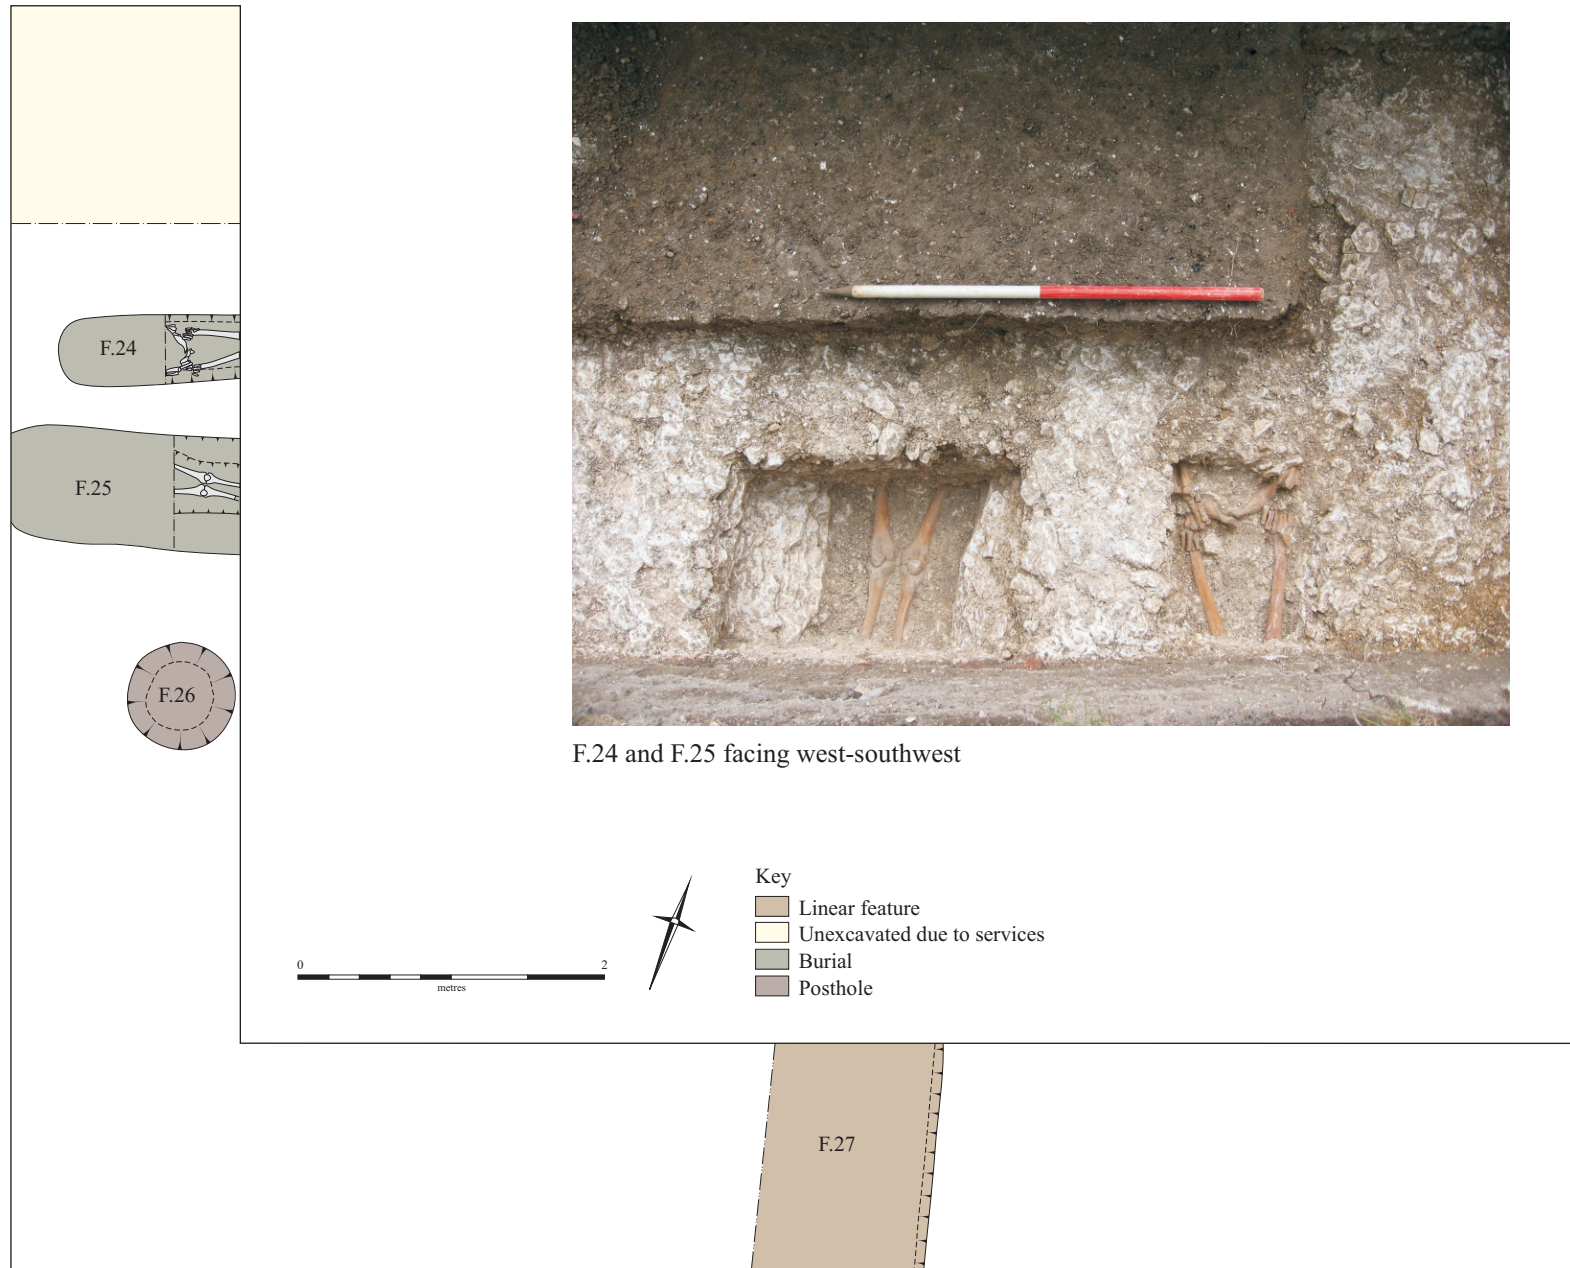 F.24
F.25
F.26
F.24 and F.25 facing west-southwest
Key
Linear feature
Unexcavated due to services
Burial
Posthole
0 2
metres
F.27